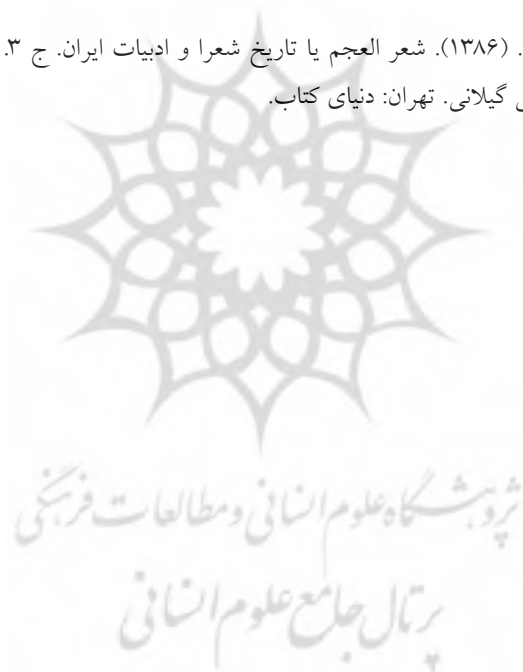 . (۱۳۸۶). شعر العجم یا تاریخ شعرا و ادبیات ایران. ج ۳.
گیلانی. تهران: دنیای کتاب.
پژوهشگاه علوم انسانی و مطالعات فرهنگی
پرتال جامع علوم انسانی